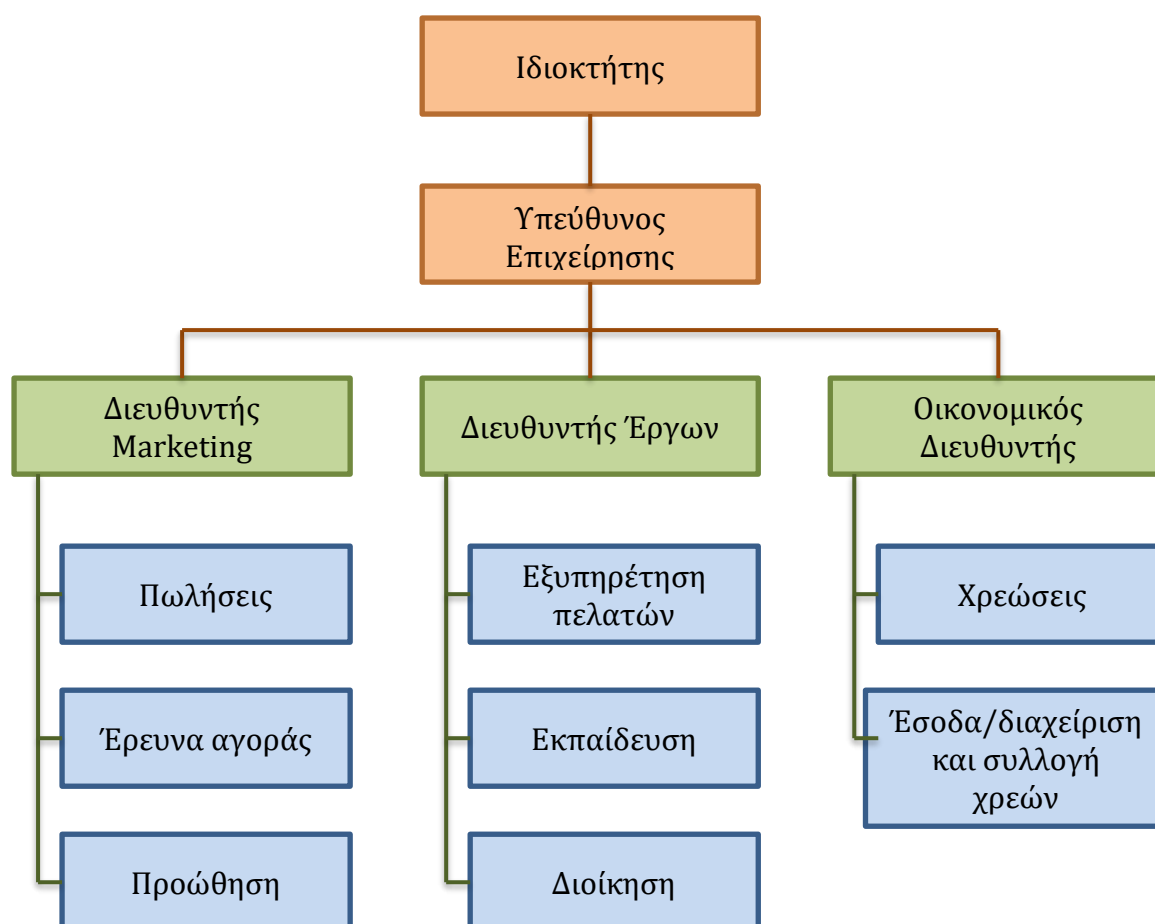 Ιδιοκτήτης
Υπεύθυνος
Επιχείρησης
Διευθυντής
Marketing
Διευθυντής Έργων
Οικονομικός
Διευθυντής
Πωλήσεις
Εξυπηρέτηση
πελατών
Χρεώσεις
Έρευνα αγοράς
Εκπαίδευση
Έσοδα/διαχείριση
και συλλογή
χρεών
Προώθηση
Διοίκηση